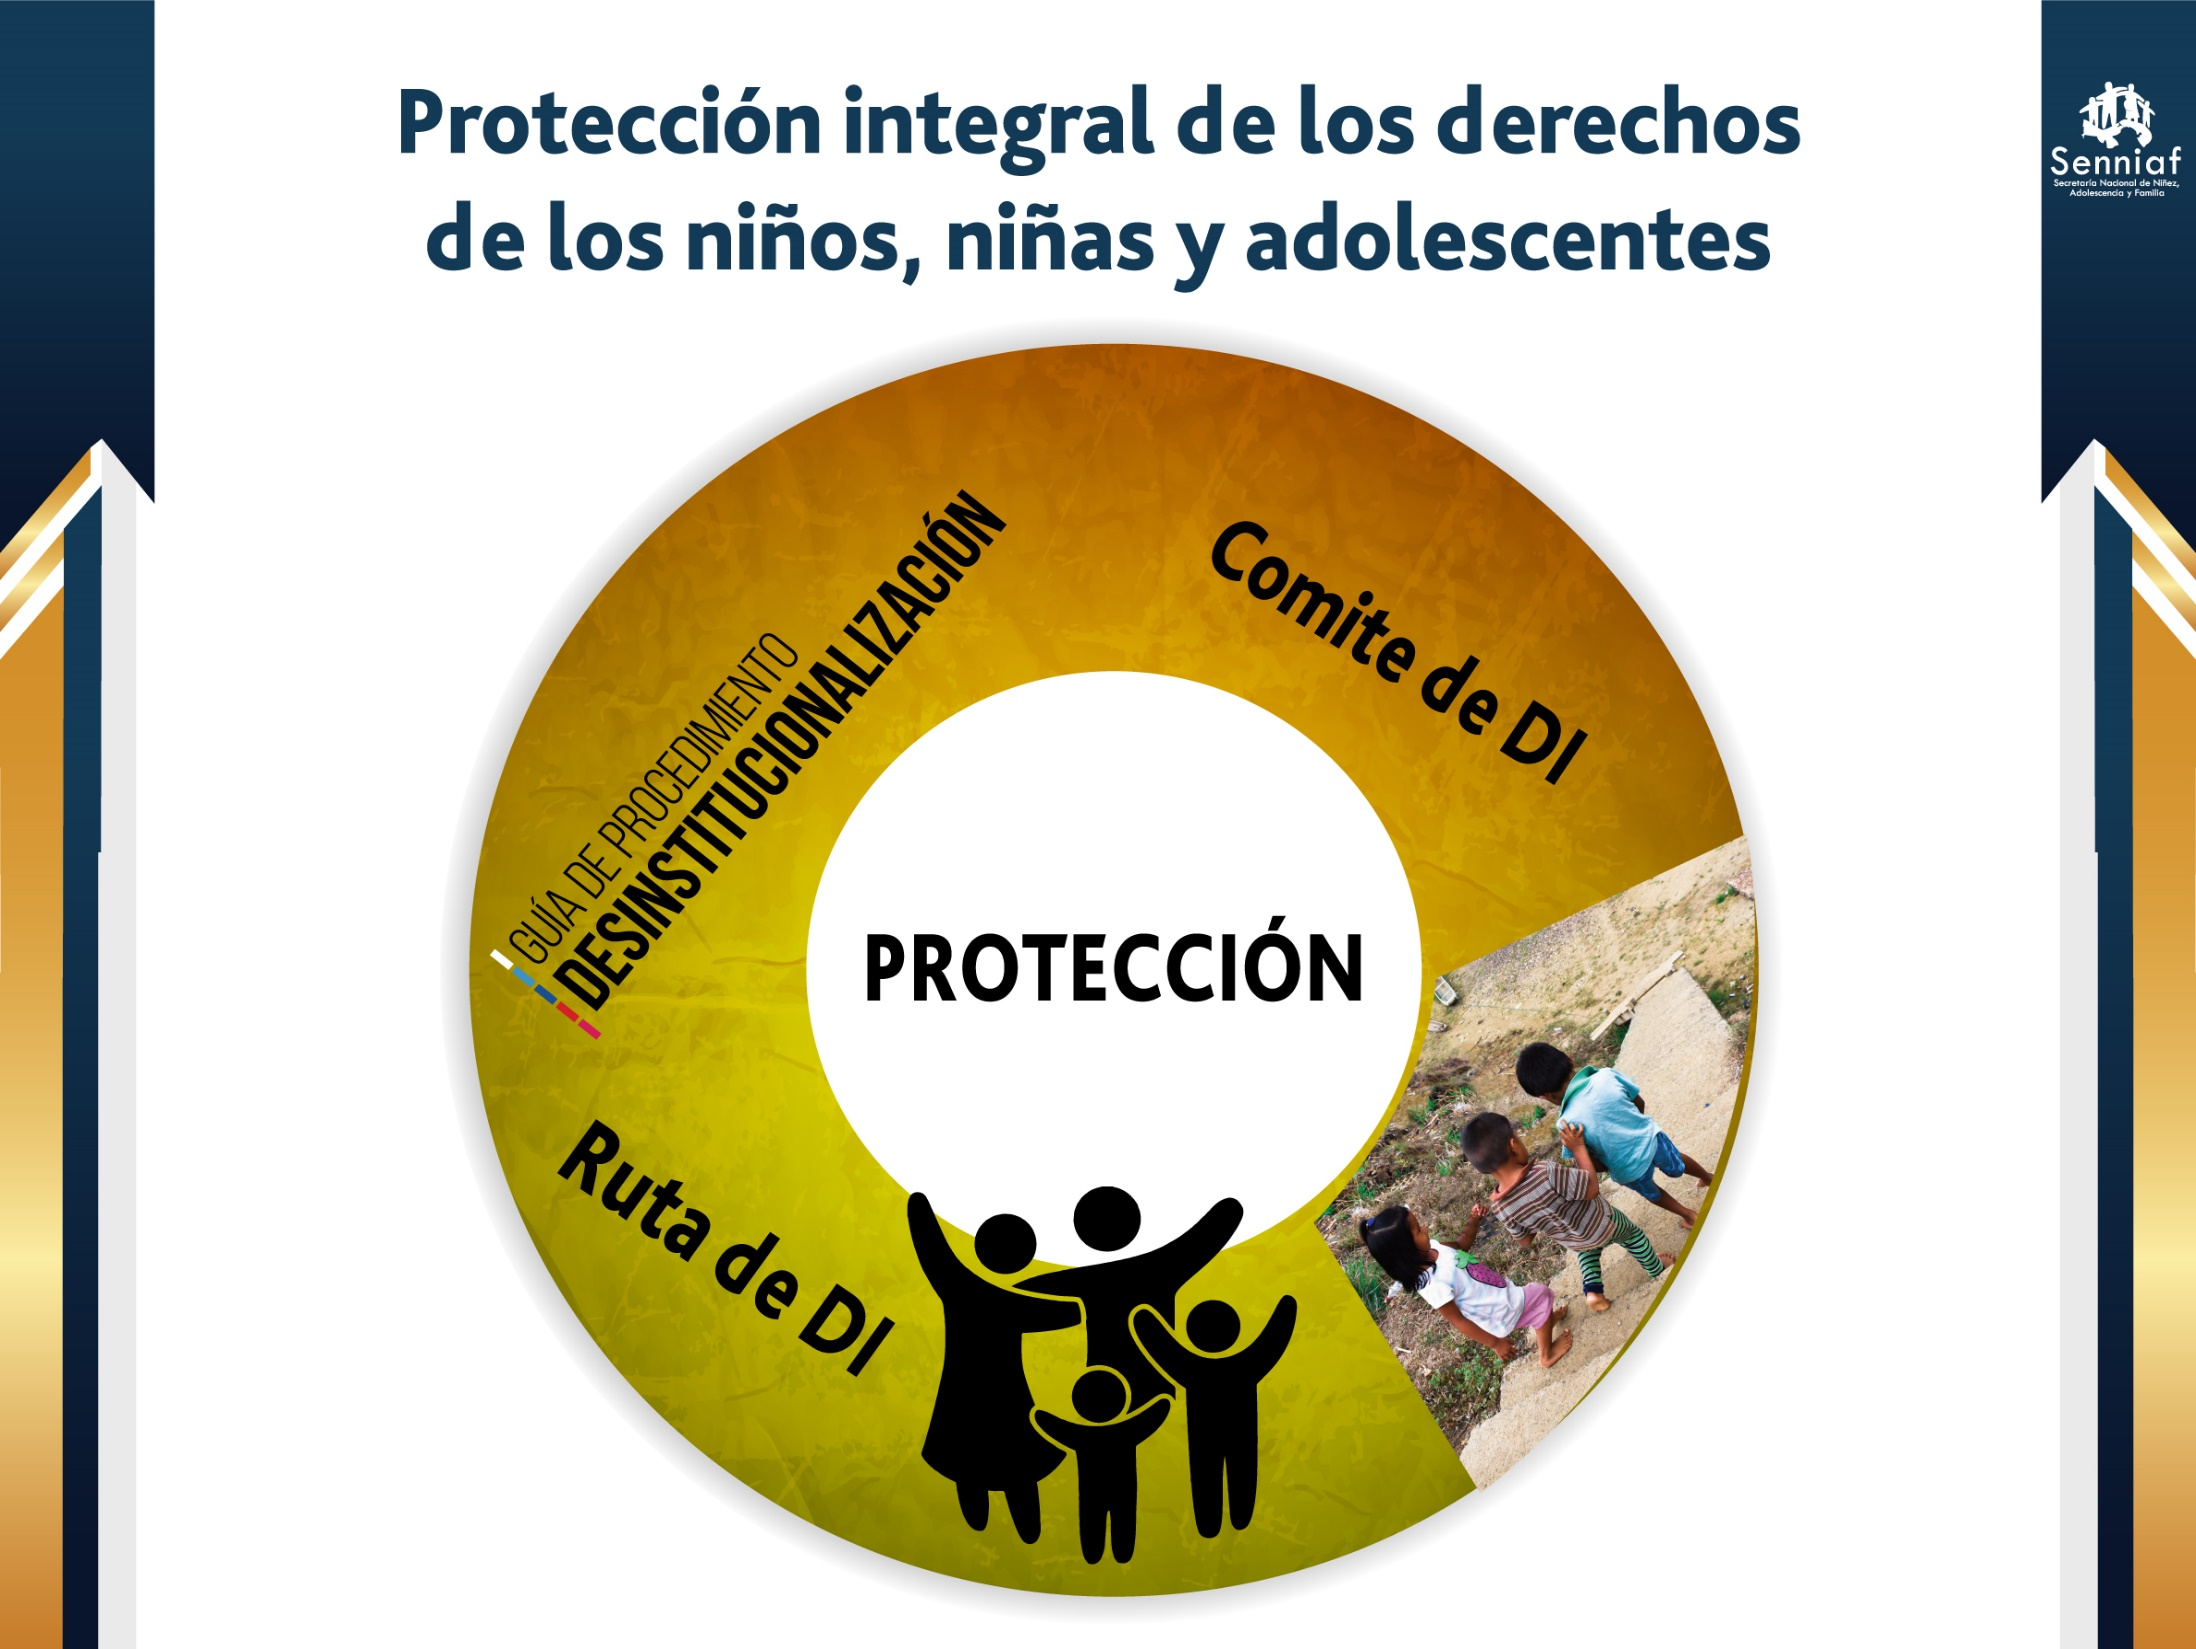 Protección integral de los derechos
de los niños, niñas y adolescentes
Senniaf
Secretaría Nacional de Niñez,
Adolescencia y Familia
GUÍA DE PROCEDIMIENTO
DESINSTITUCIONALIZACIÓN
Comite de DI
PROTECCIÓN
Ruta de DI